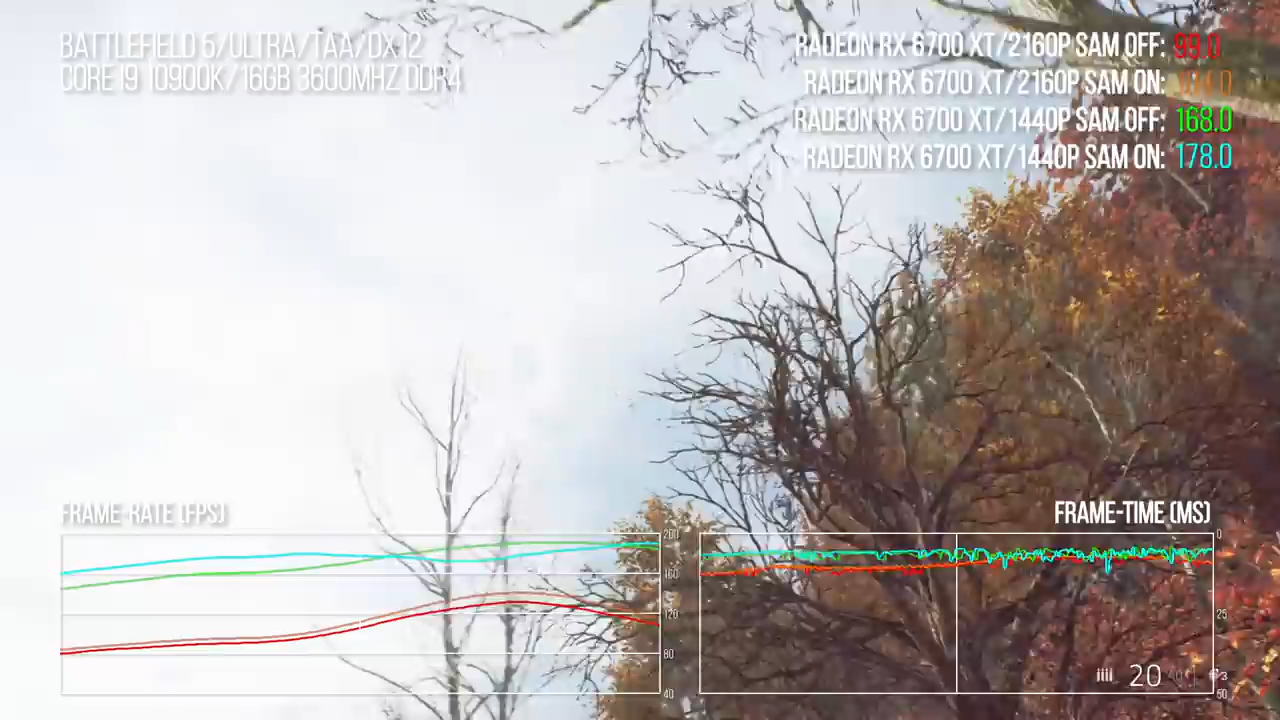 BATTLEFIELD 5/ULTRA/TAA/DX12
CORE I9 10900K/16GB 3600MHZ DDR4
RADEON RX 6700 XT/2160P SAM OFF: 99.0
RADEON RX 6700 XT/2160P SAM ON:
RADEON RX 6700 XT/1440P SAM OFF: 168.0
RADEON RX 6700 XT/1440P SAM ON: 178.0
FRAME-RATE (FPS)
200
160
120
80
40
FRAME-TIME (MS)
0
25
50
20